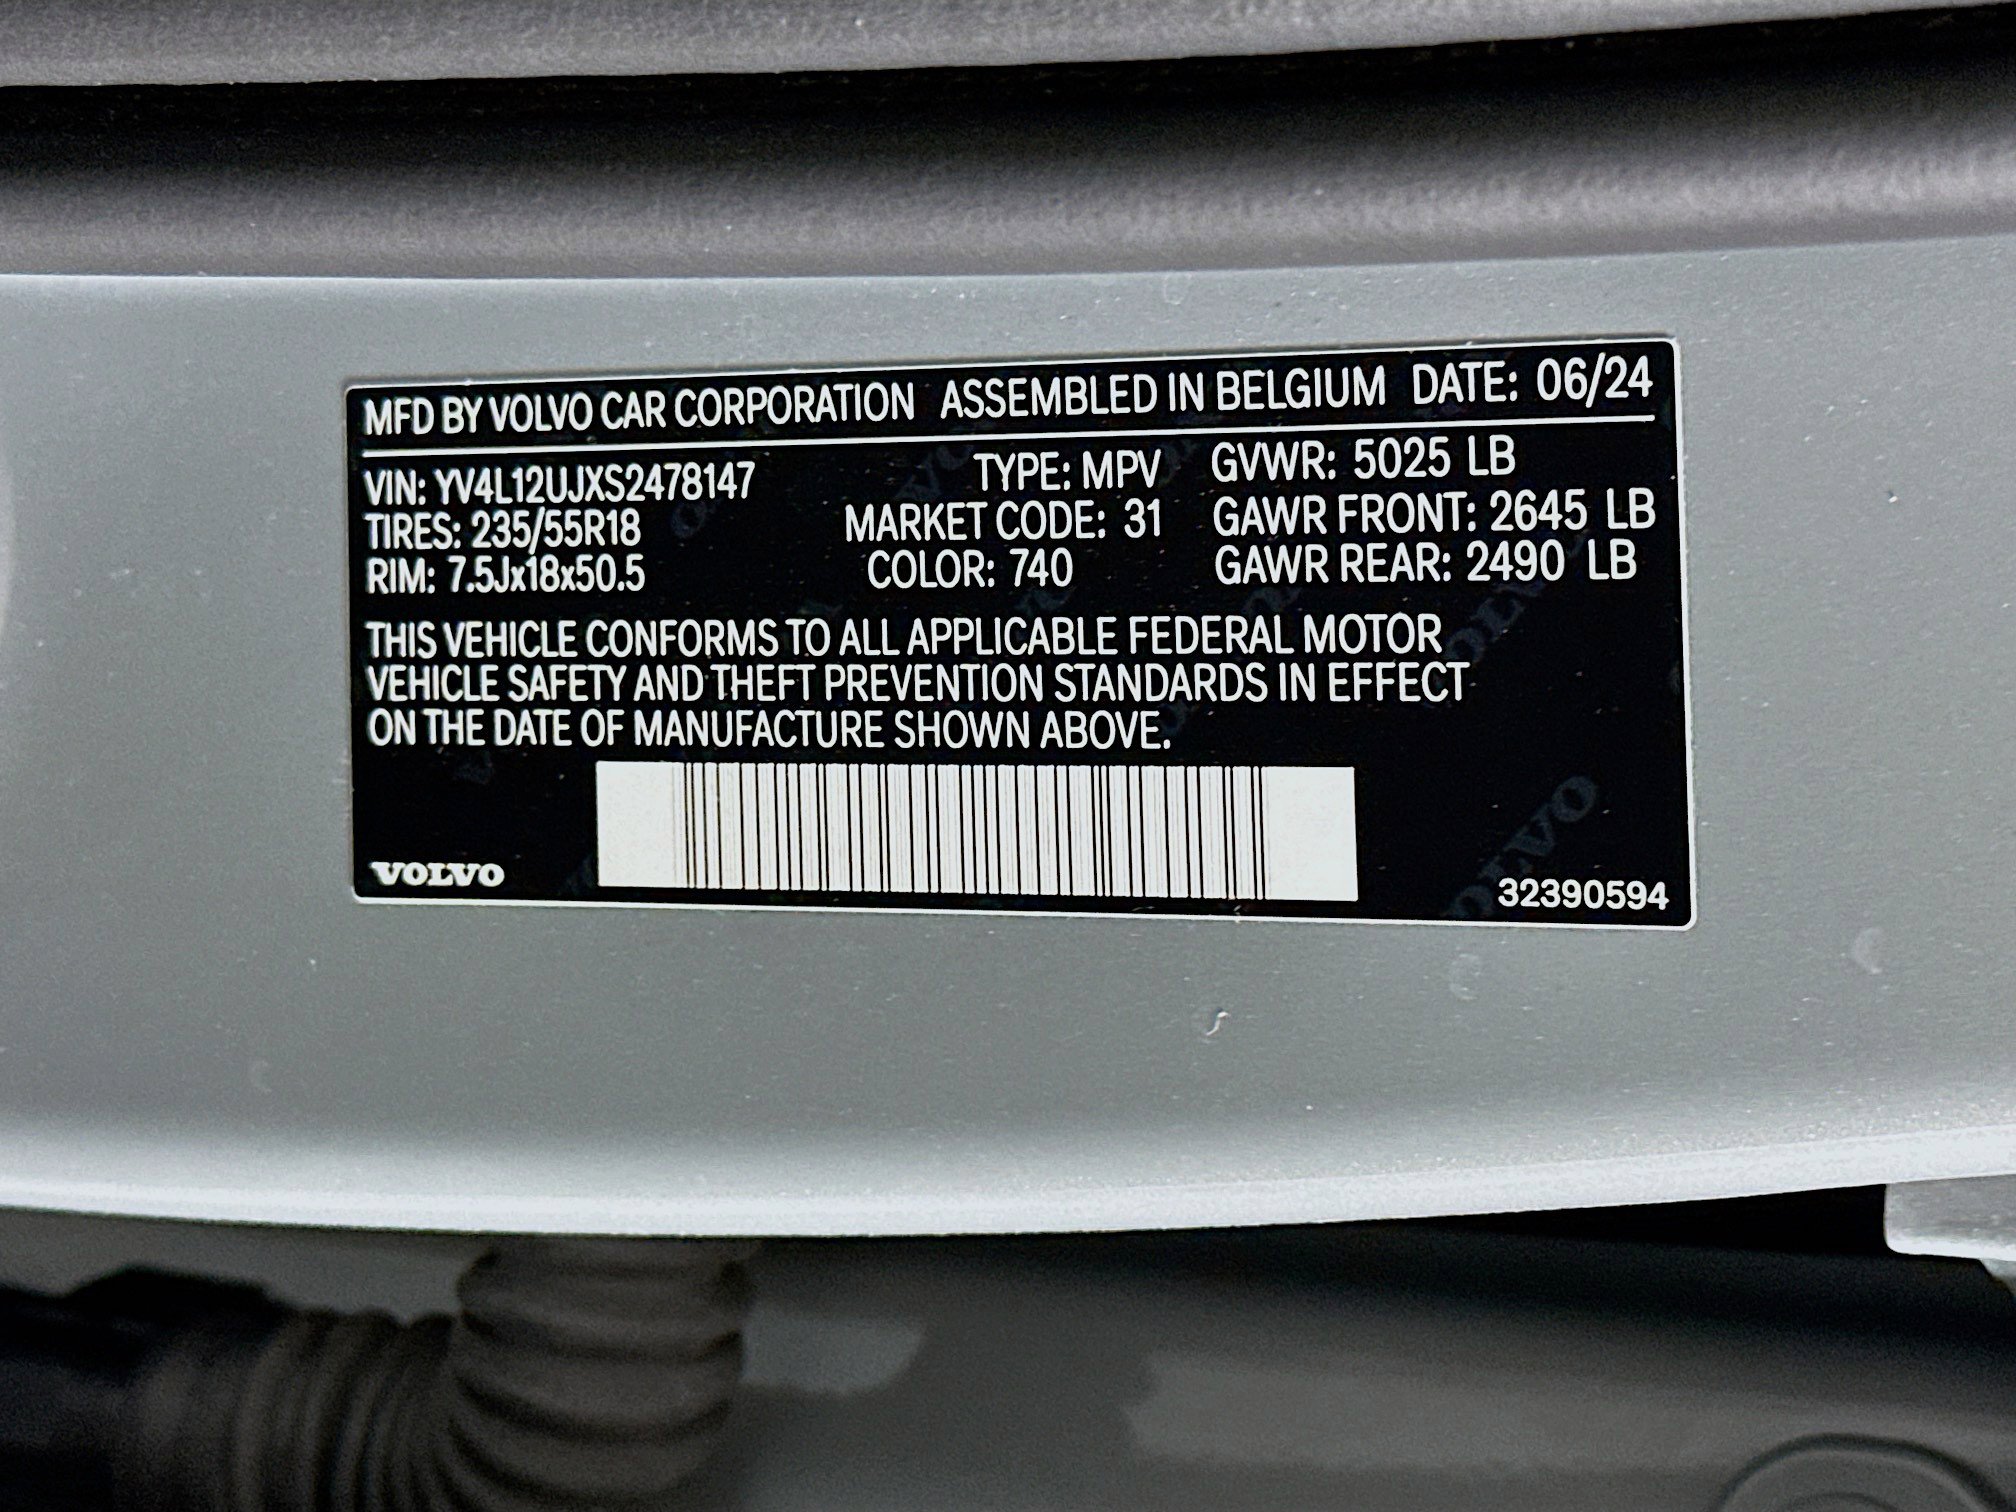 MFD BY VOLVO CAR CORPORATION ASSEMBLED IN BELGIUM DATE: 06/24
VIN: YV4L12UJXS2478147 TYPE: MPV GVWR: 5025 LB
TIRES: 235/55R18 MARKET CODE: 31 GAWR FRONT: 2645 LB
RIM: 7.5Jx18x50.5 COLOR: 740 GAWR REAR: 2490 LB
THIS VEHICLE CONFORMS TO ALL APPLICABLE FEDERAL MOTOR
VEHICLE SAFETY AND THEFT PREVENTION STANDARDS IN EFFECT
ON THE DATE OF MANUFACTURE SHOWN ABOVE.
VOLVO
32390594